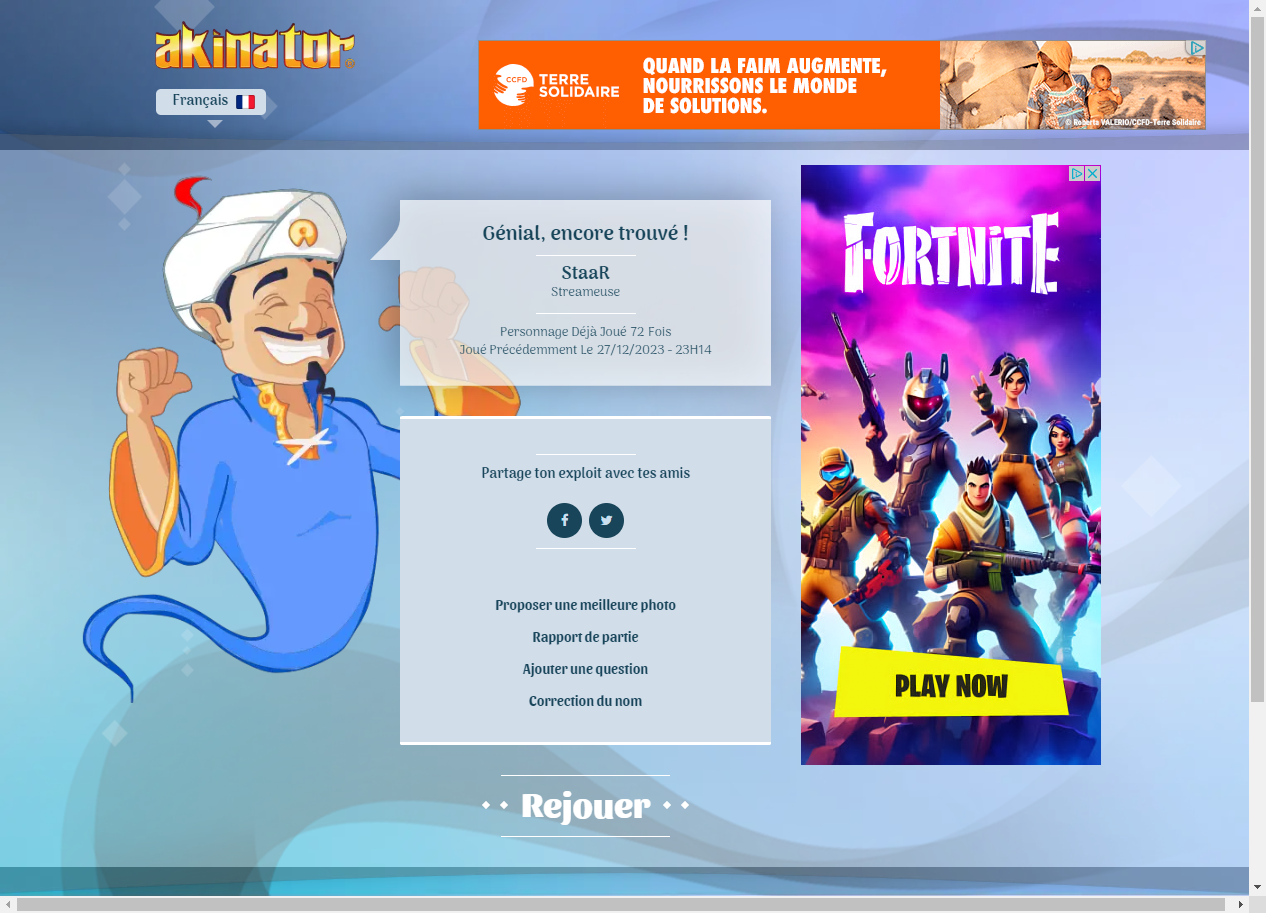 akinator
Français
CCFD
TERRE
SOLIDAIRE
QUAND LA FAIM AUGMENTE,
NOURRISSONS LE MONDE
DE SOLUTIONS.
© Roberta VALERIO/CCFD-Terre Solidaire
Génial, encore trouvé !
StaaR
Streameuse
Personnage Déjà Joué 72 Fois
Joué Précédemment Le 27/12/2023 - 23H14
FORTNITE
Partage ton exploit avec tes amis
Proposer une meilleure photo
Rapport de partie
Ajouter une question
Correction du nom
PLAY NOW
Rejouer